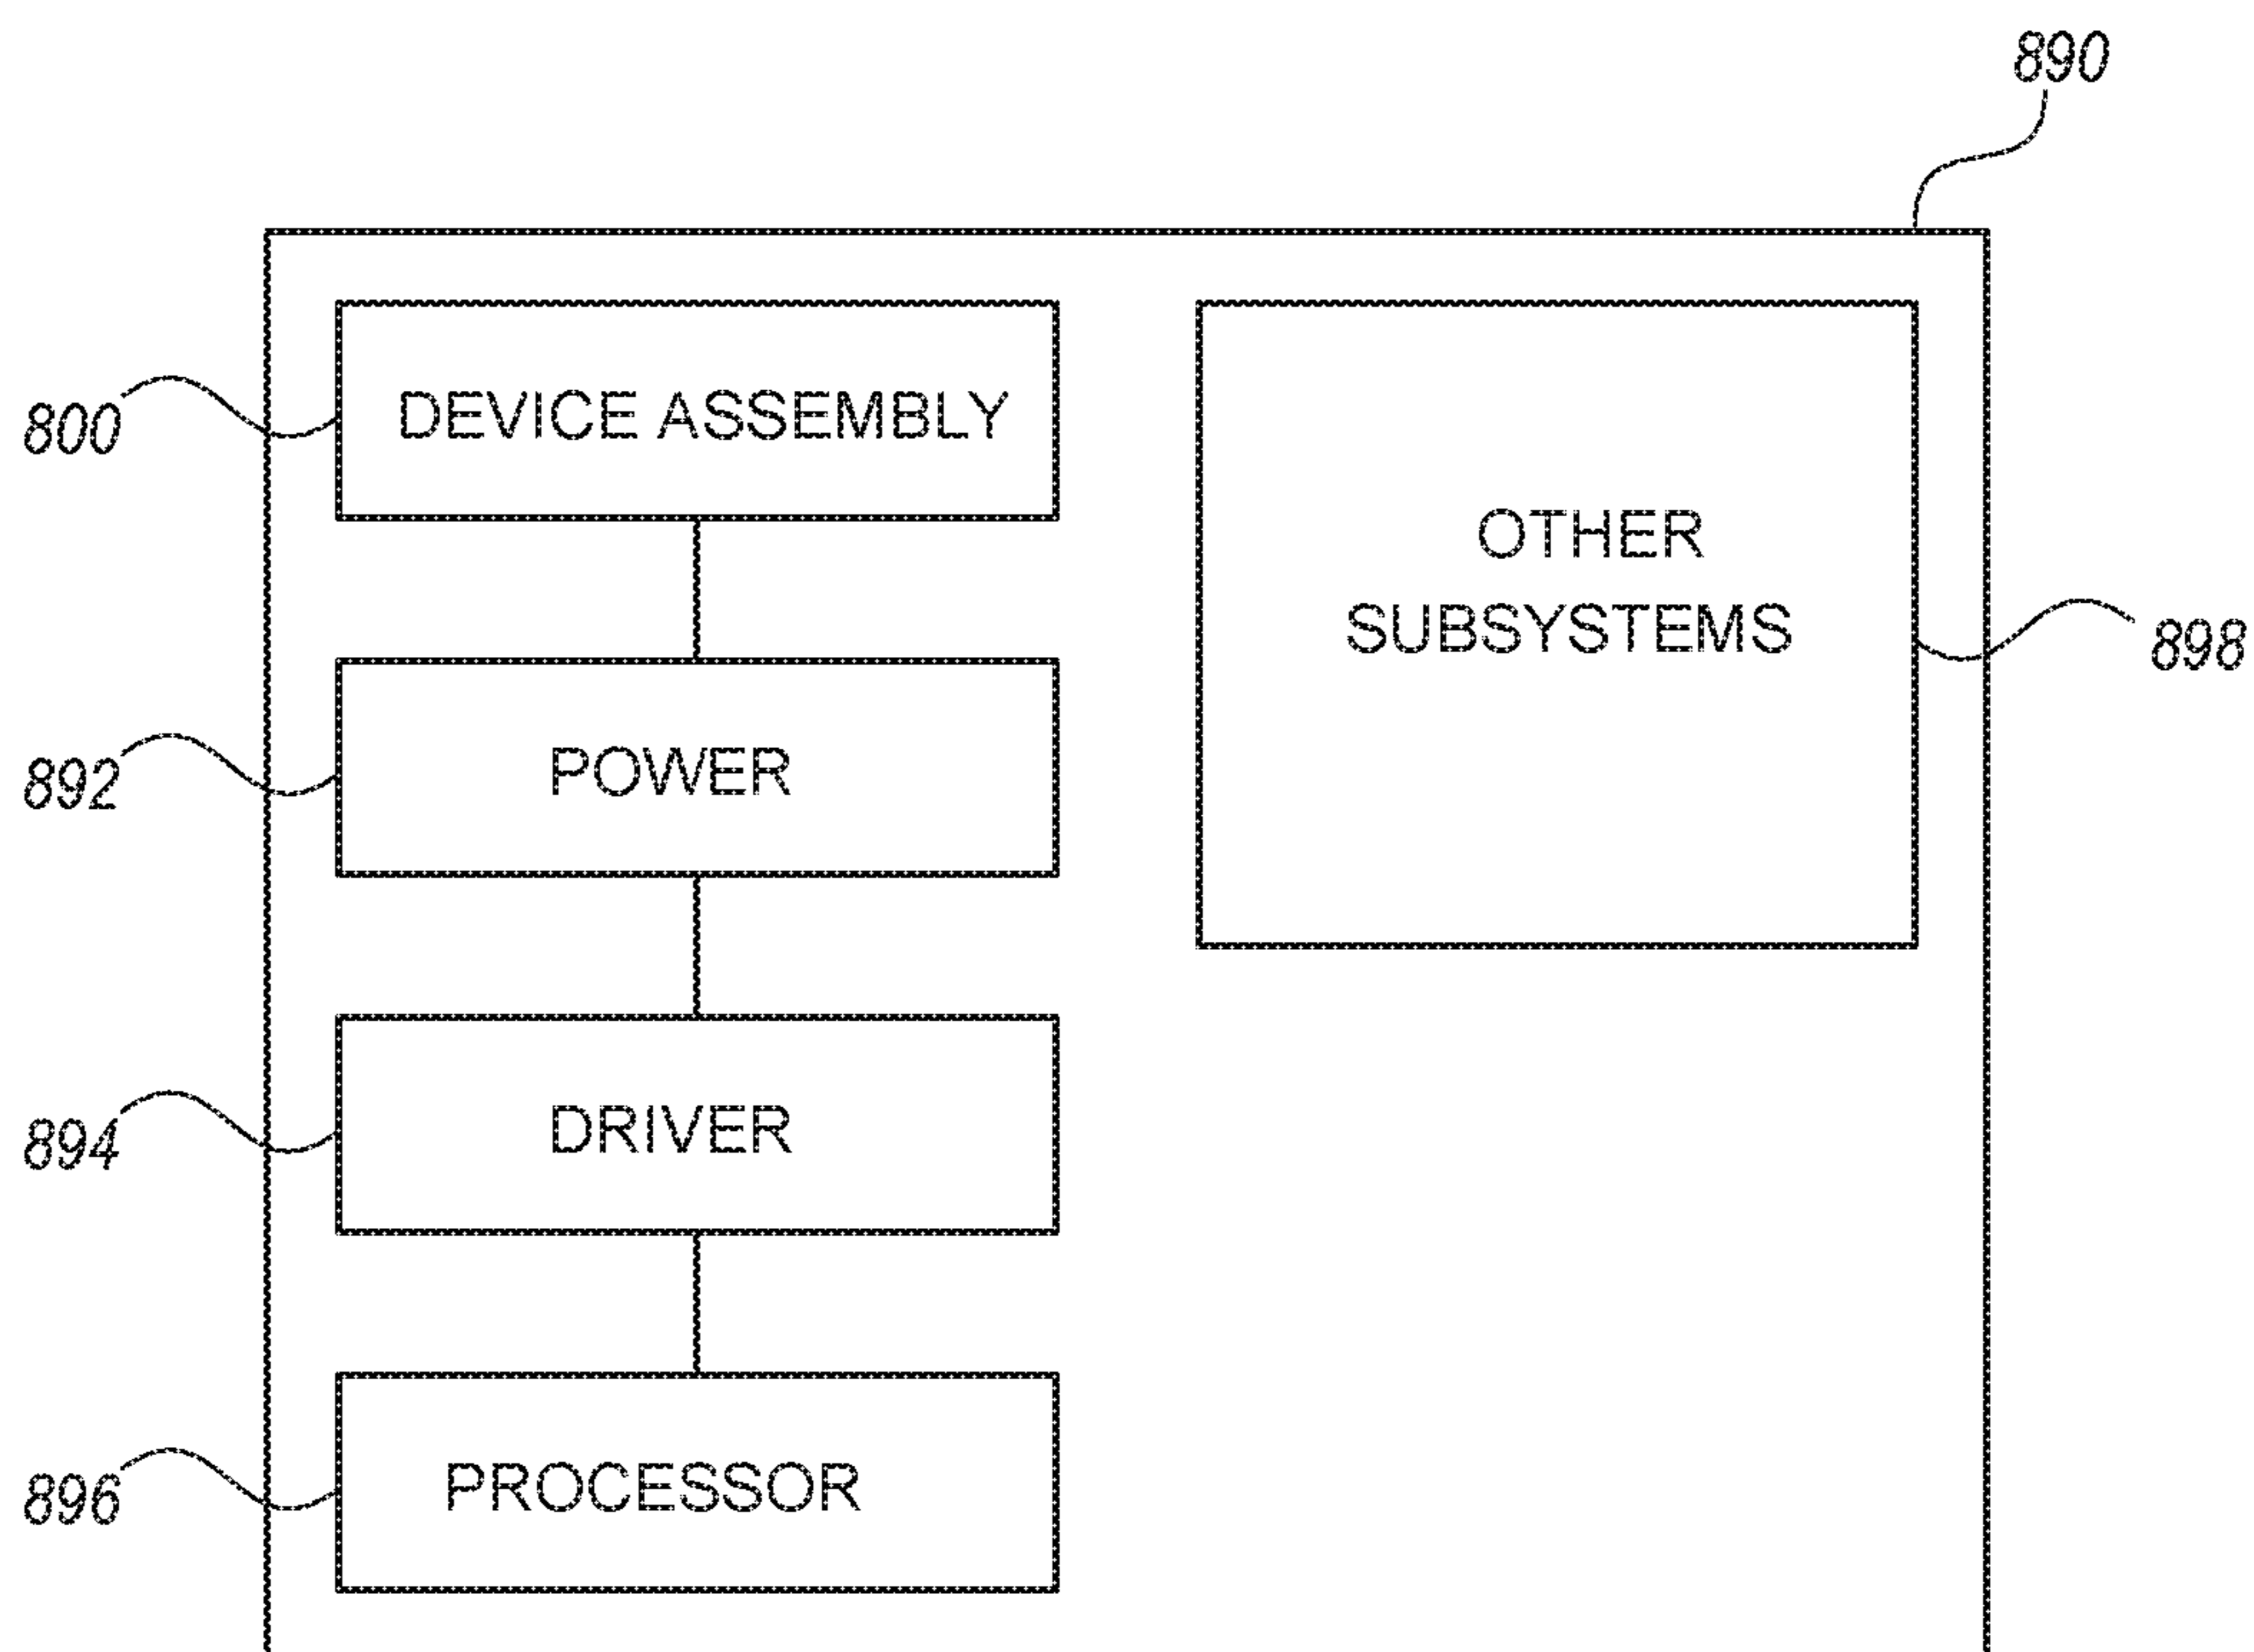 890
800
DEVICE ASSEMBLY
OTHER
SUBSYSTEMS
898
892
POWER
894
DRIVER
896
PROCESSOR